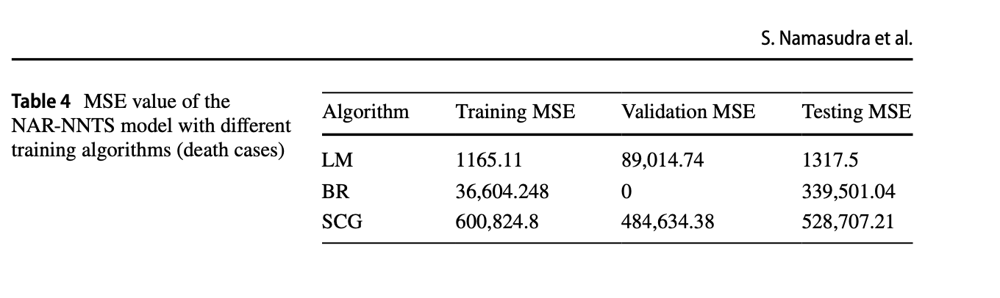 S. Namasudra et al.
Table 4 MSE value of the
NAR-NNTS model with different
training algorithms (death cases)
Algorithm Training MSE Validation MSE Testing MSE
LM 1165.11 89,014.74 1317.5
BR 36,604.248 0 339,501.04
SCG 600,824.8 484,634.38 528,707.21